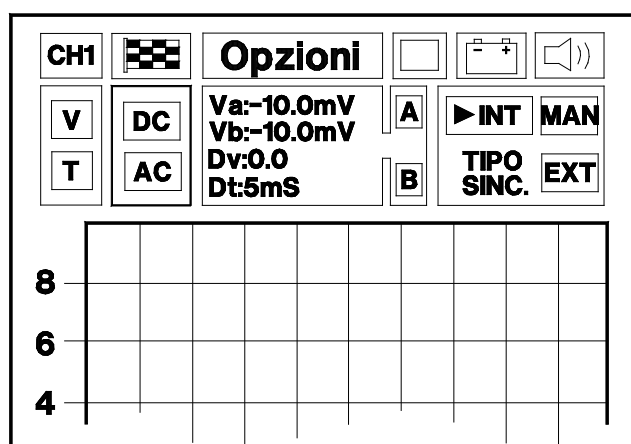 CH1 Opzioni - +
V DC Va:-10.0mV A ►INT MAN
Vb:-10.0mV
T AC Dv:0.0 B TIPO EXT
Dt:5mS SINC.
8
6
4